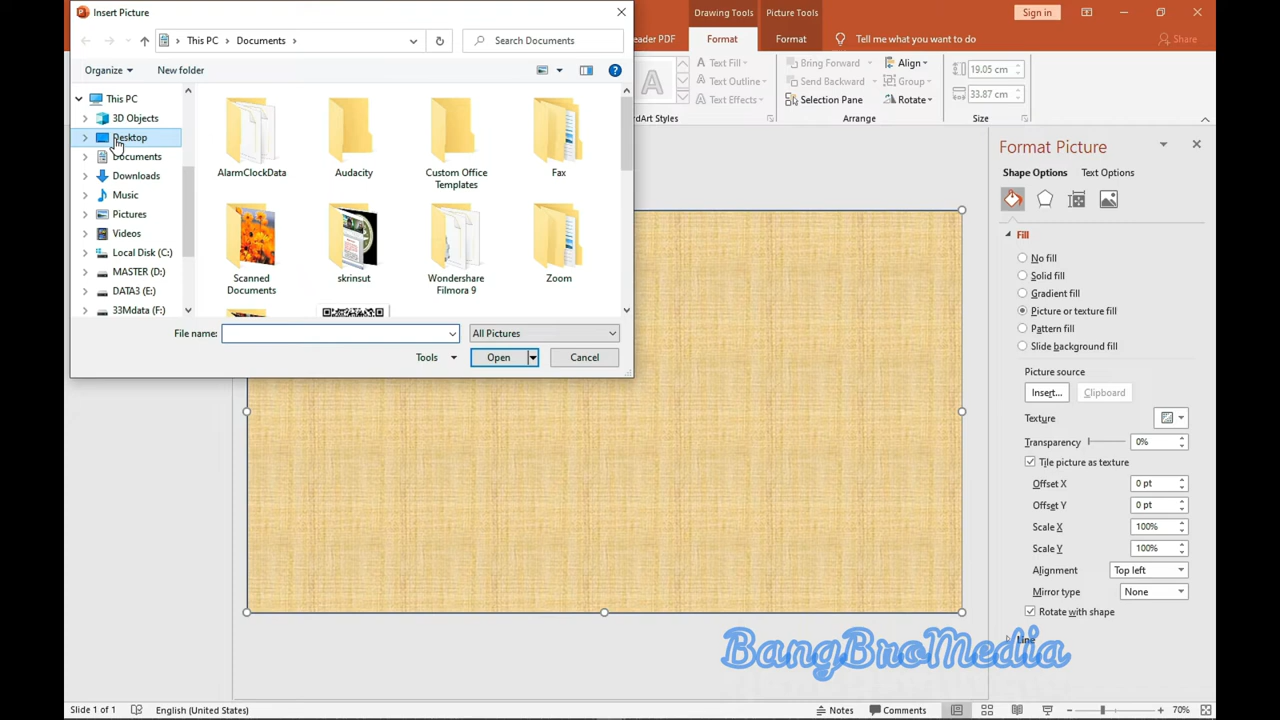 Insert Picture
Drawing Tools
Picture Tools
Sign in
This PC
Documents
Search Documents
eader PDF
Format
Format
Tell me what you want to do
Share
Organize
New folder
Text Fill
Text Outline
Text Effects
Bring Forward
Send Backward
Selection Pane
Align
Group
Rotate
19.05 cm
33.87 cm
ordArt Styles
Arrange
Size
This PC
3D Objects
Desktop
Documents
Downloads
Music
Pictures
Videos
Local Disk (C:)
MASTER (D:)
DATA3 (E:)
33Mdata (F:)
AlarmClockData
Audacity
Custom Office
Templates
Fax
Scanned
Documents
skrinsut
Wondershare
Filmora 9
Zoom
File name:
All Pictures
Tools
Open
Cancel
Format Picture
Shape Options
Text Options
Fill
No fill
Solid fill
Gradient fill
Picture or texture fill
Pattern fill
Slide background fill
Picture source
Insert...
Clipboard
Texture
Transparency
0%
Tile picture as texture
Offset X
0 pt
Offset Y
0 pt
Scale X
100%
Scale Y
100%
Alignment
Top left
Mirror type
None
Rotate with shape
Line
BangBroMedia
Slide 1 of 1
English (United States)
Notes
Comments
70%